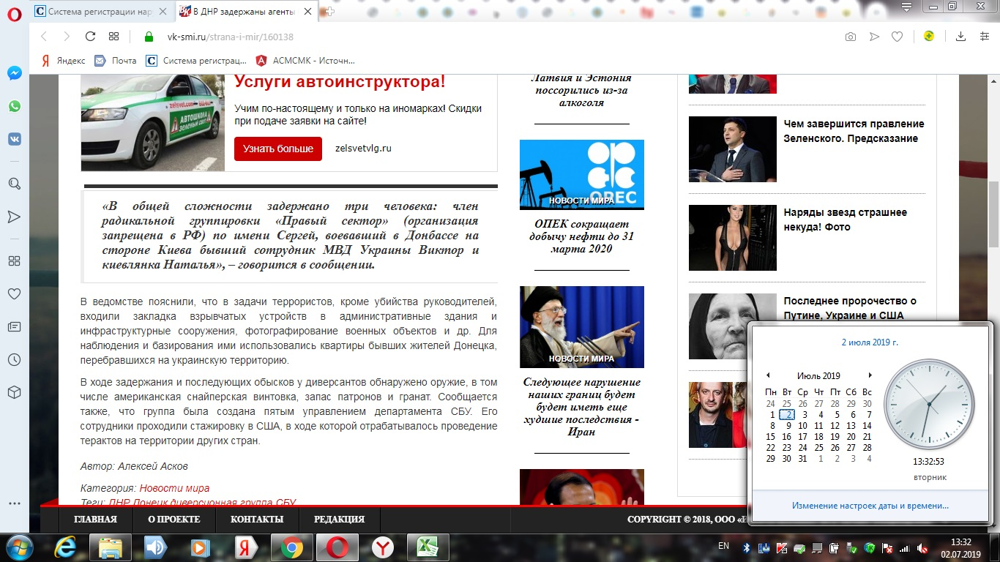 Система регистрации нар
В ДНР задержаны агенты
vk-smi.ru/strana-i-mir/160138
Яндекс
Почта
Система регистрац...
АСМСМК - Источн...
zelsvet.com
АВТОШКОЛА
ЗЕЛЕНЫЙ СВЕТ
Услуги автоинструктора!
Учим по-настоящему и только на иномарках! Скидки
при подаче заявки на сайте!
Узнать больше
zelsvetvlg.ru
«В общей сложности задержано три человека: член
радикальной группировки «Правый сектор» (организация
запрещена в РФ) по имени Сергей, воевавший в Донбассе на
стороне Киева бывший сотрудник МВД Украины Виктор и
киевлянка Наталья», – говорится в сообщении.
В ведомстве пояснили, что в задачи террористов, кроме убийства руководителей,
входили закладка взрывчатых устройств в административные здания и
инфраструктурные сооружения, фотографирование военных объектов и др. Для
наблюдения и базирования ими использовались квартиры бывших жителей Донецка,
перебравшихся на украинскую территорию.
В ходе задержания и последующих обысков у диверсантов обнаружено оружие, в том
числе американская снайперская винтовка, запас патронов и гранат. Сообщается
также, что группа была создана пятым управлением департамента СБУ. Его
сотрудники проходили стажировку в США, в ходе которой отрабатывалось проведение
терактов на территории других стран.
Автор: Алексей Асков
Категория: Новости мира
Теги: ДНР Донецк диверсионная группа СБУ
Латвия и Эстония
поссорились из-за
алкоголя
OPEC
НОВОСТИ МИРА
ОПЕК сокращает
добычу нефти до 31
марта 2020
НОВОСТИ МИРА
Следующее нарушение
наших границ будет
будет иметь еще
худшие последствия -
Иран
Чем завершится правление
Зеленского. Предсказание
Наряды звезд страшнее
некуда! Фото
Последнее пророчество о
Путине, Украине и США
2 июля 2019 г.
Июль 2019
Пн Вт Ср Чт Пт Сб Вс
24 25 26 27 28 29 30
1 2 3 4 5 6 7
8 9 10 11 12 13 14
15 16 17 18 19 20 21
22 23 24 25 26 27 28
29 30 31 1 2 3 4
13:32:53
вторник
Изменение настроек даты и времени...
ГЛАВНАЯ
О ПРОЕКТЕ
КОНТАКТЫ
РЕДАКЦИЯ
COPYRIGHT © 2018, ООО «И
EN
13:32
02.07.2019